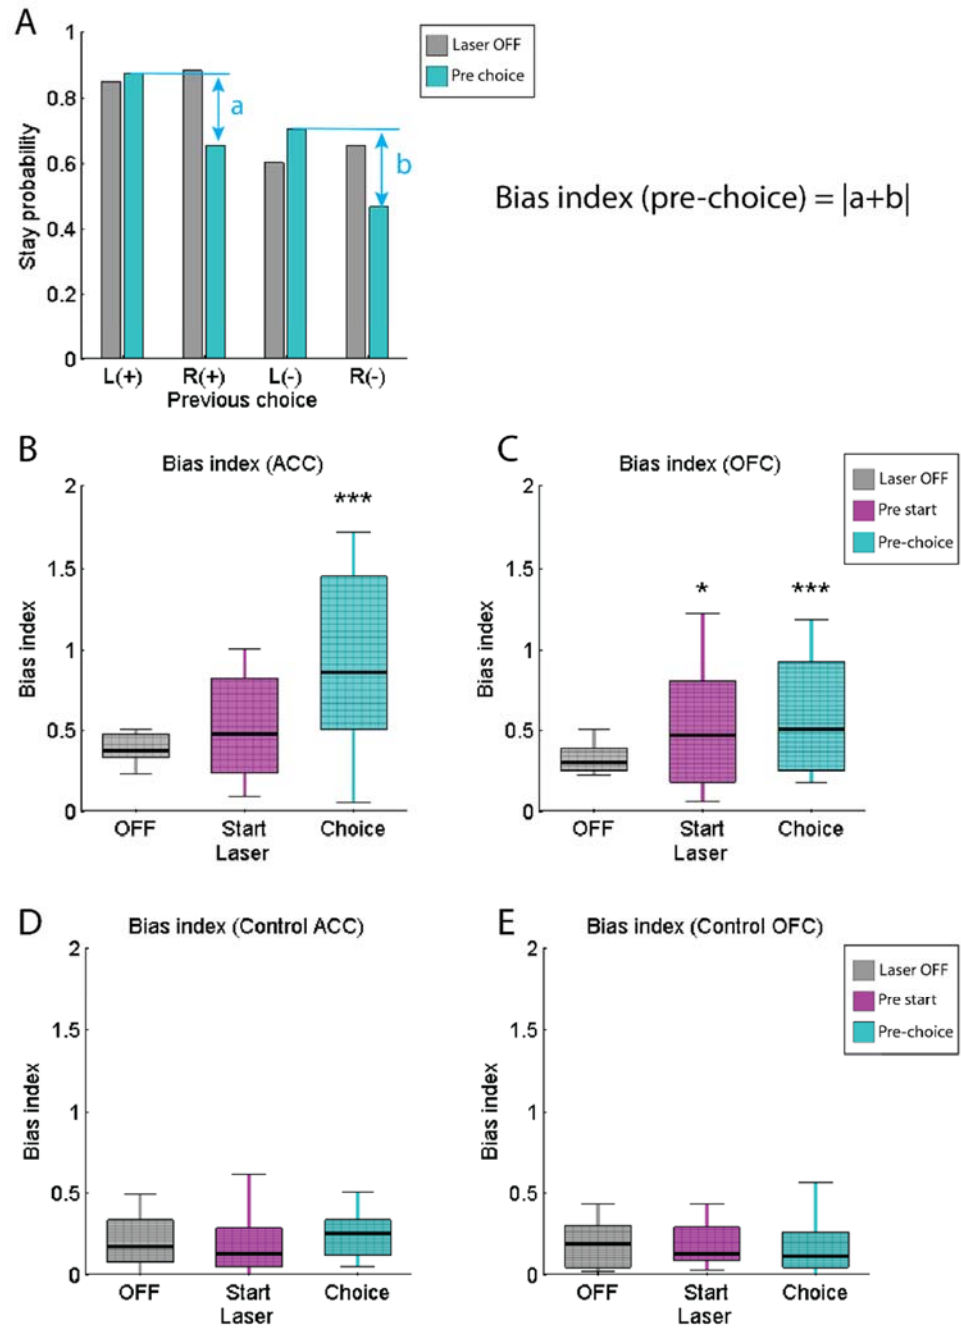 A
Laser OFF
Pre choice
1
0.8
0.6
0.4
0.2
0
Stay probability
a
b
L(+) R(+) L(-) R(-)
Previous choice
Bias index (pre-choice) = |a+b|
B
Bias index (ACC)
2
1.5
1
0.5
0
Bias index
***
OFF Start Choice
Laser
C
Bias index (OFC)
2
1.5
1
0.5
0
Bias index
* ***
OFF Start Choice
Laser
Laser OFF
Pre start
Pre-choice
D
Bias index (Control ACC)
2
1.5
1
0.5
0
Bias index
OFF Start Choice
Laser
E
Bias index (Control OFC)
2
1.5
1
0.5
0
Bias index
OFF Start Choice
Laser
Laser OFF
Pre start
Pre-choice